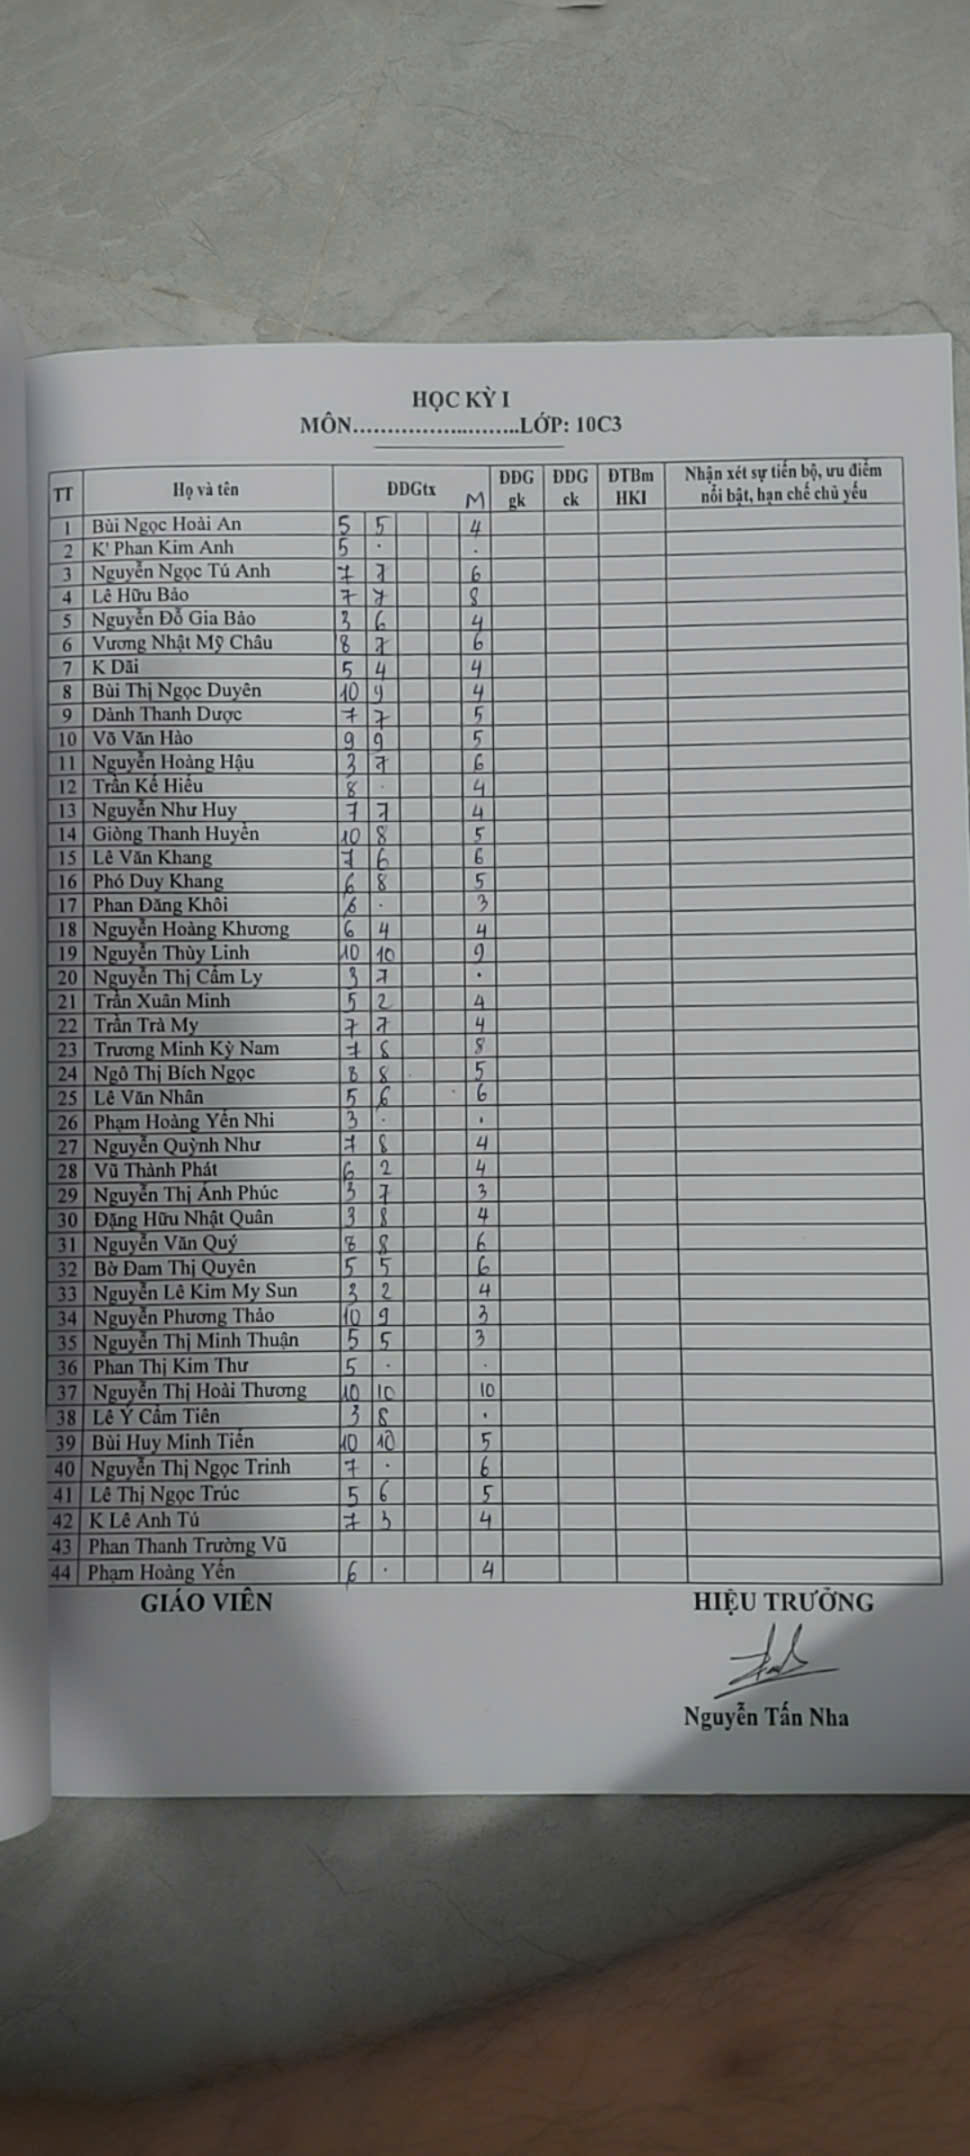 HỌC KỲ I
MÔN........................LỚP: 10C3
TT Họ và tên ĐĐGtx M ĐĐG gk ĐĐG ck ĐTBm HKI Nhận xét sự tiến bộ, ưu điểm nổi bật, hạn chế chủ yếu
1 Bùi Ngọc Hoài An 5 5 4
2 K' Phan Kim Anh 5 . .
3 Nguyễn Ngọc Tú Anh 7 7 6
4 Lê Hữu Bảo 7 7 8
5 Nguyễn Đỗ Gia Bảo 3 6 4
6 Vương Nhật Mỹ Châu 8 7 6
7 K Dãi 5 4 4
8 Bùi Thị Ngọc Duyên 10 9 4
9 Dảnh Thanh Dược 7 7 5
10 Võ Văn Hào 9 9 5
11 Nguyễn Hoàng Hậu 3 7 6
12 Trần Kế Hiếu 8 . 4
13 Nguyễn Như Huy 7 7 4
14 Giòng Thanh Huyền 10 8 5
15 Lê Văn Khang 7 6 6
16 Phó Duy Khang 6 8 5
17 Phan Đăng Khôi 6 . 3
18 Nguyễn Hoàng Khương 6 4 4
19 Nguyễn Thùy Linh 10 10 9
20 Nguyễn Thị Cẩm Ly 3 7 .
21 Trần Xuân Minh 5 2 4
22 Trần Trà My 7 7 4
23 Trương Minh Kỳ Nam 7 8 8
24 Ngô Thị Bích Ngọc 8 8 5
25 Lê Văn Nhân 5 6 6
26 Phạm Hoàng Yến Nhi 3 . .
27 Nguyễn Quỳnh Như 7 8 4
28 Vũ Thành Phát 6 2 4
29 Nguyễn Thị Ánh Phúc 3 7 3
30 Đặng Hữu Nhật Quân 3 8 4
31 Nguyễn Văn Quý 8 8 6
32 Bờ Đam Thị Quyên 5 5 6
33 Nguyễn Lê Kim My Sun 3 2 4
34 Nguyễn Phương Thảo 10 9 3
35 Nguyễn Thị Minh Thuận 5 5 3
36 Phan Thị Kim Thư 5 . .
37 Nguyễn Thị Hoài Thương 10 10 10
38 Lê Ý Cẩm Tiên 3 8 .
39 Bùi Huy Minh Tiến 10 10 5
40 Nguyễn Thị Ngọc Trinh 7 . 6
41 Lê Thị Ngọc Trúc 5 6 5
42 K Lê Anh Tú 7 3 4
43 Phan Thanh Trường Vũ
44 Phạm Hoàng Yến 6 . 4
GIÁO VIÊN HIỆU TRƯỞNG
Nguyễn Tấn Nha